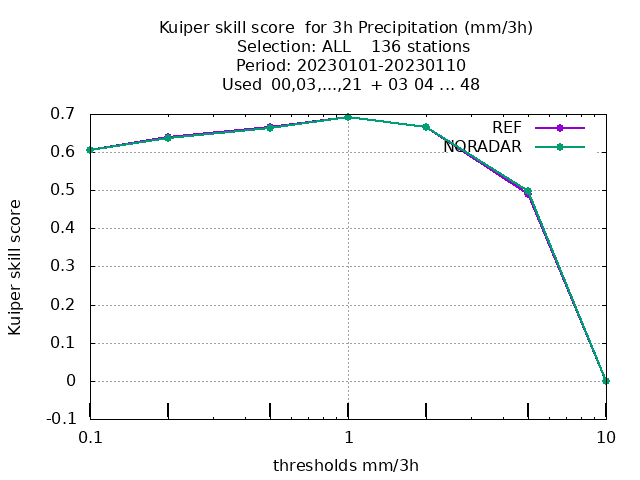 Kuiper skill score  for 3h Precipitation (mm/3h)
Selection: ALL    136 stations
Period: 20230101-20230110
Used  00,03,...,21  + 03 04 ... 48
0.7
0.6
0.5
0.4
0.3
0.2
0.1
0
-0.1
Kuiper skill score
REF
NORADAR
0.1
1
10
thresholds mm/3h